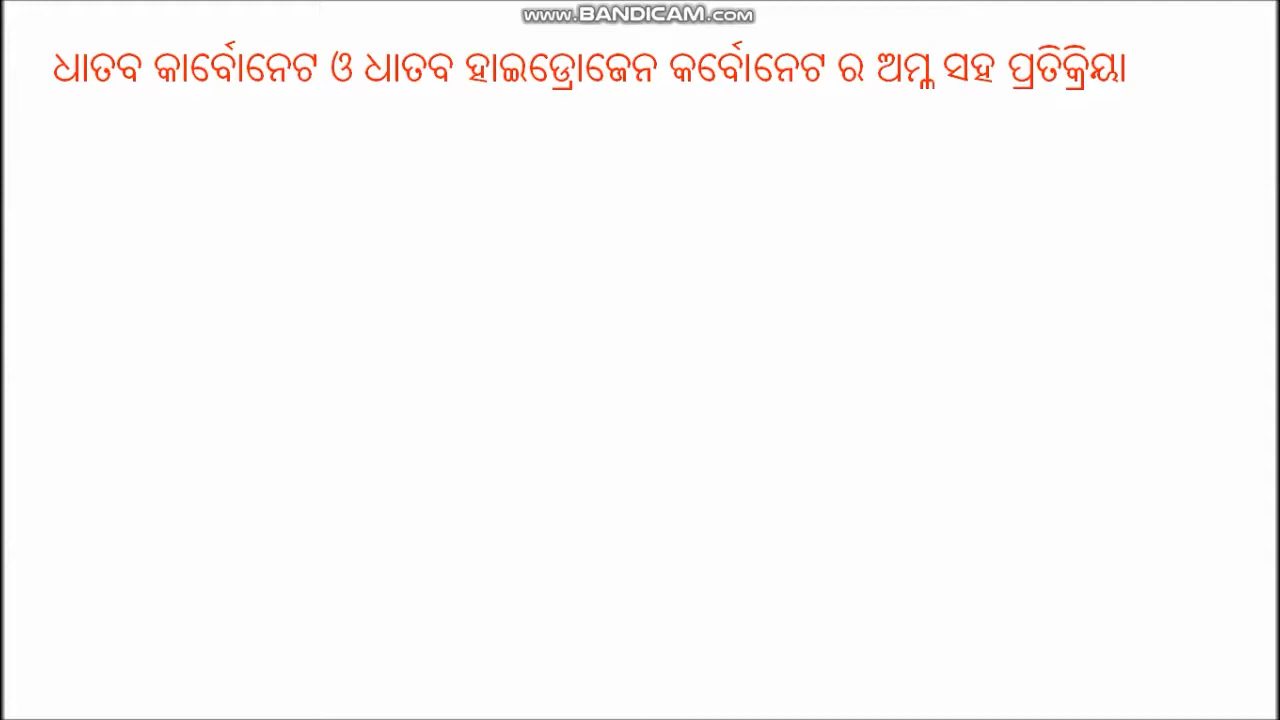 www.BANDICAM.com
ଧାତବ କାର୍ବୋନେଟ ଓ ଧାତବ ହାଇଡ୍ରୋଜେନ କର୍ବୋନେଟ ର ଅମ୍ଳ ସହ ପ୍ରତିକ୍ରିୟା